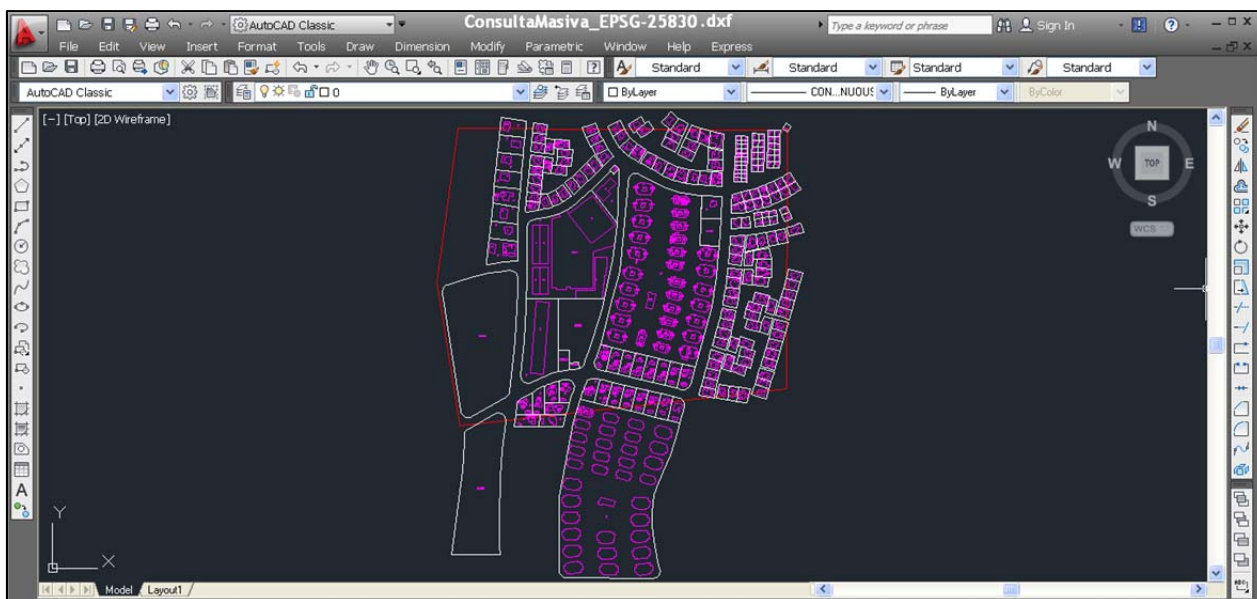 AutoCAD Classic ConsultaMasiva_EPSG-25830.dxf Type a keyword or phrase Sign In
File Edit View Insert Format Tools Draw Dimension Modify Parametric Window Help Express
Standard Standard Standard Standard
AutoCAD Classic 0 ByLayer CON...NUOUS ByLayer ByColor
[-] [Top] [2D Wireframe]
N
W TOP E
S
WCS
A
Y
X
Model Layout1